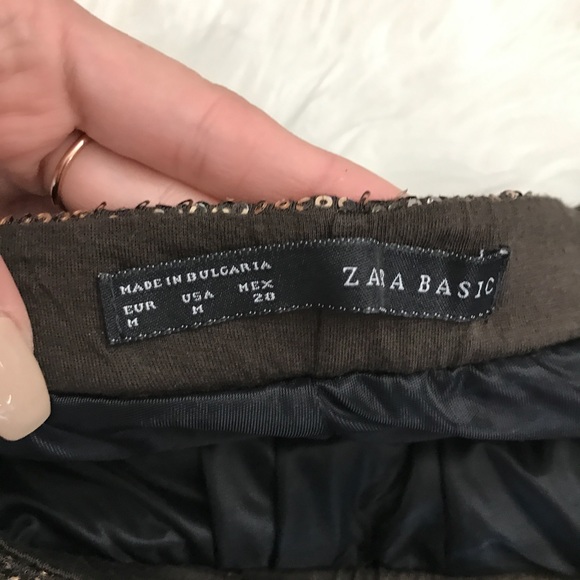 MADE IN BULGARIA
EUR USA MEX
M M 28
ZARA BASIC